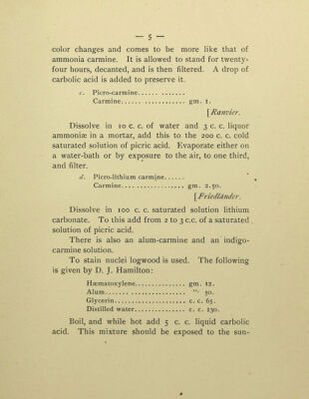 — 5 —
color changes and comes to be more like that of
ammonia carmine. It is allowed to stand for twenty-
four hours, decanted, and is then filtered. A drop of
carbolic acid is added to preserve it.
c. Picro-carmine...... .......
Carmine.................... gm. 1.
[Ranvier.
Dissolve in 10 c. c. of water and 3 c. c. liquor
ammoniæ in a mortar, add this to the 200 c. c. cold
saturated solution of picric acid. Evaporate either on
a water-bath or by exposure to the air, to one third,
and filter.
d. Picro-lithium carmine.....
Carmine................... gm. 2.50.
[Friedländer.
Dissolve in 100 c. c. saturated solution lithium
carbonate. To this add from 2 to 3 c.c. of a saturated
solution of picric acid.
There is also an alum-carmine and an indigo-
carmine solution.
To stain nuclei logwood is used. The following
is given by D. J. Hamilton:
Hæmatoxylene............... gm. 12.
Alum........................ " 50.
Glycerin..................... c. c. 65.
Distilled water............... c. c. 130.
Boil, and while hot add 5 c. c. liquid carbolic
acid. This mixture should be exposed to the sun-